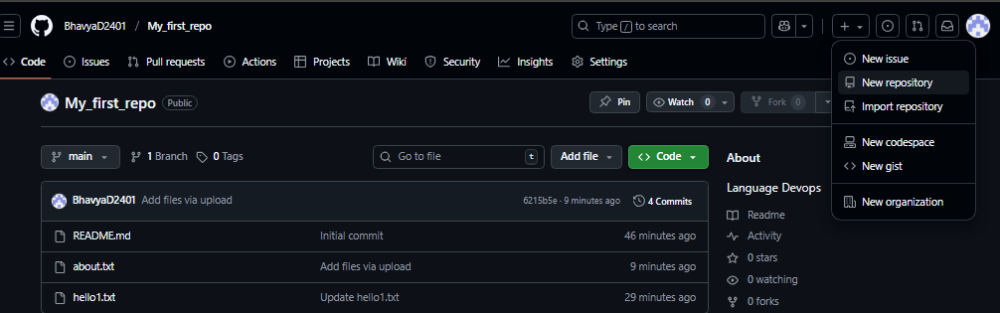 BhavyaD2401 / My_first_repo Type / to search
Code Issues Pull requests Actions Projects Wiki Security Insights Settings
New issue
New repository
Import repository
New codespace
New gist
New organization
My_first_repo Public Pin Watch 0 Fork 0
main 1 Branch 0 Tags Go to file t Add file Code
BhavyaD2401 Add files via upload 6215b5e · 9 minutes ago 4 Commits
README.md Initial commit 46 minutes ago
about.txt Add files via upload 9 minutes ago
hello1.txt Update hello1.txt 29 minutes ago
About
Language Devops
Readme
Activity
0 stars
0 watching
0 forks